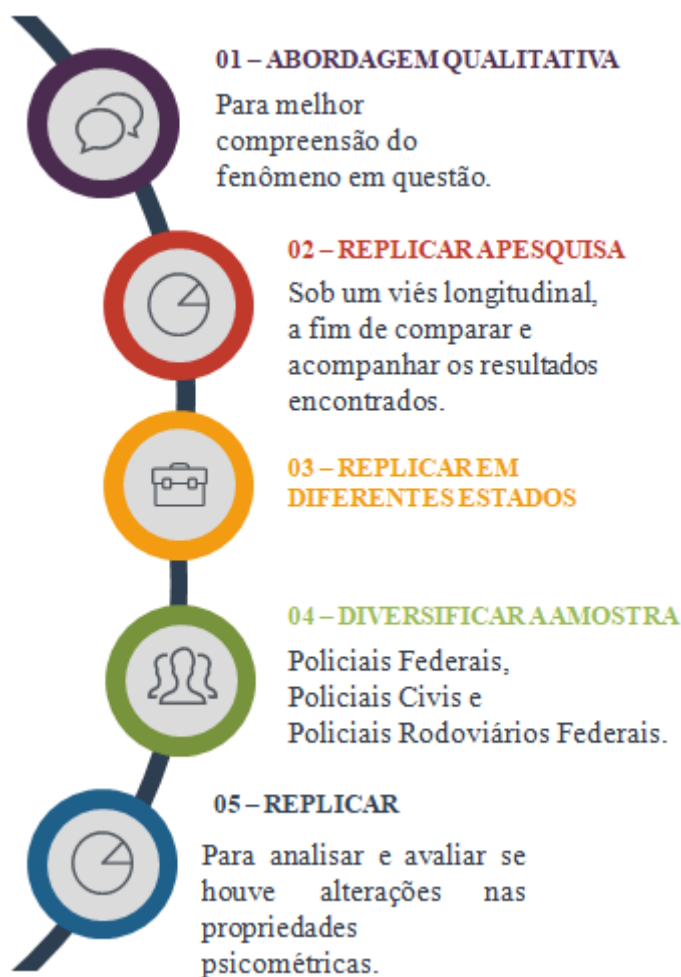 01 – ABORDAGEM QUALITATIVA
Para melhor
compreensão do
fenômeno em questão.
02 – REPLICAR A PESQUISA
Sob um viés longitudinal,
a fim de comparar e
acompanhar os resultados
encontrados.
03 – REPLICAR EM
DIFERENTES ESTADOS
04 – DIVERSIFICAR A AMOSTRA
Policiais Federais,
Policiais Civis e
Policiais Rodoviários Federais.
05 – REPLICAR
Para analisar e avaliar se
houve alterações nas
propriedades
psicométricas.